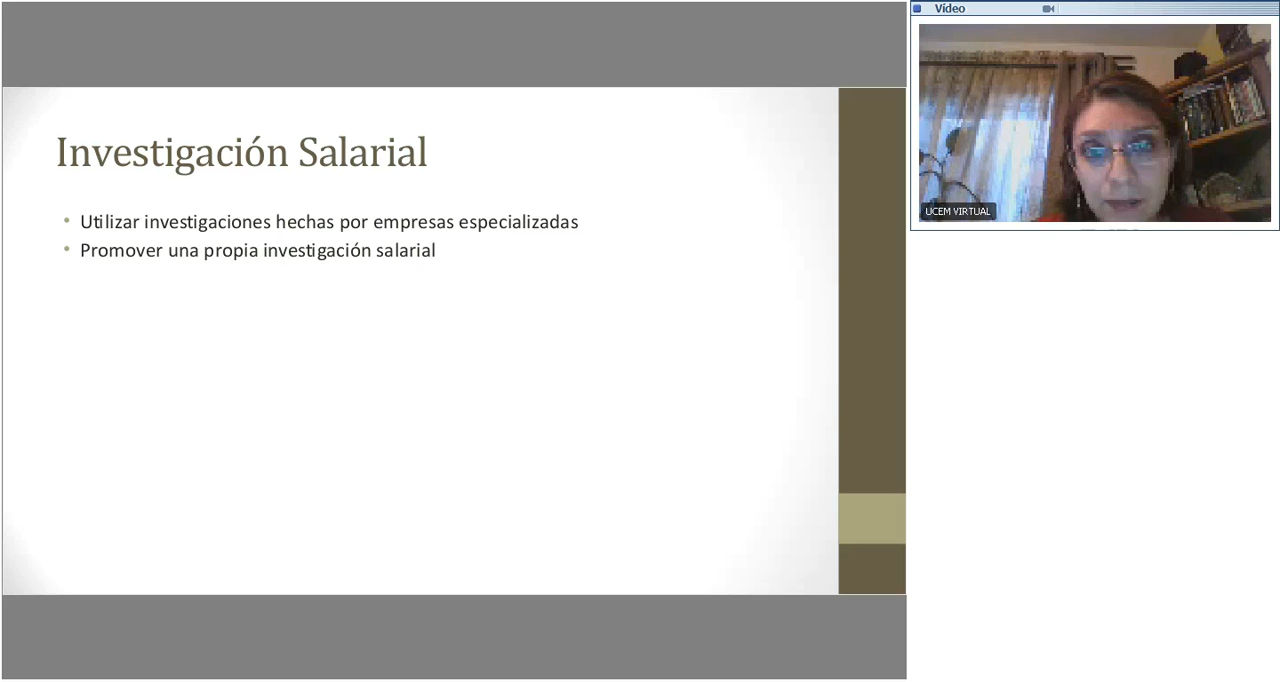 Vídeo
Investigación Salarial
• Utilizar investigaciones hechas por empresas especializadas
• Promover una propia investigación salarial
UCEM VIRTUAL